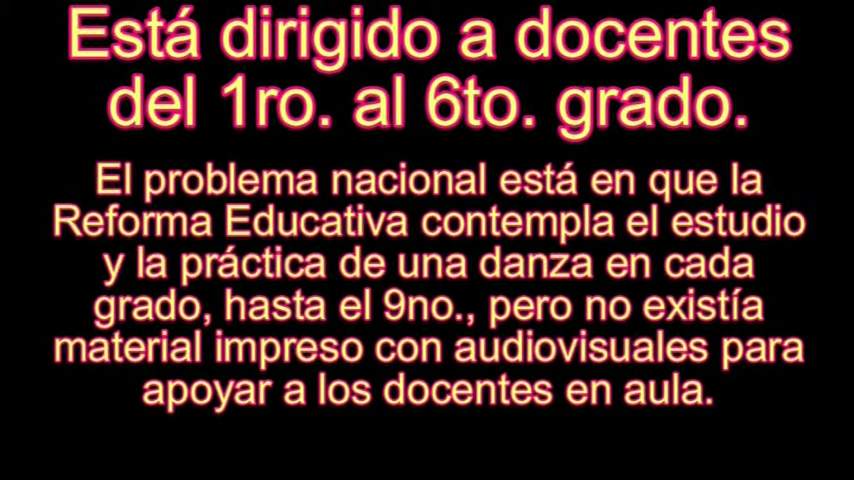 Está dirigido a docentes
del 1ro. al 6to. grado.
El problema nacional está en que la
Reforma Educativa contempla el estudio
y la práctica de una danza en cada
grado, hasta el 9no., pero no existía
material impreso con audiovisuales para
apoyar a los docentes en aula.